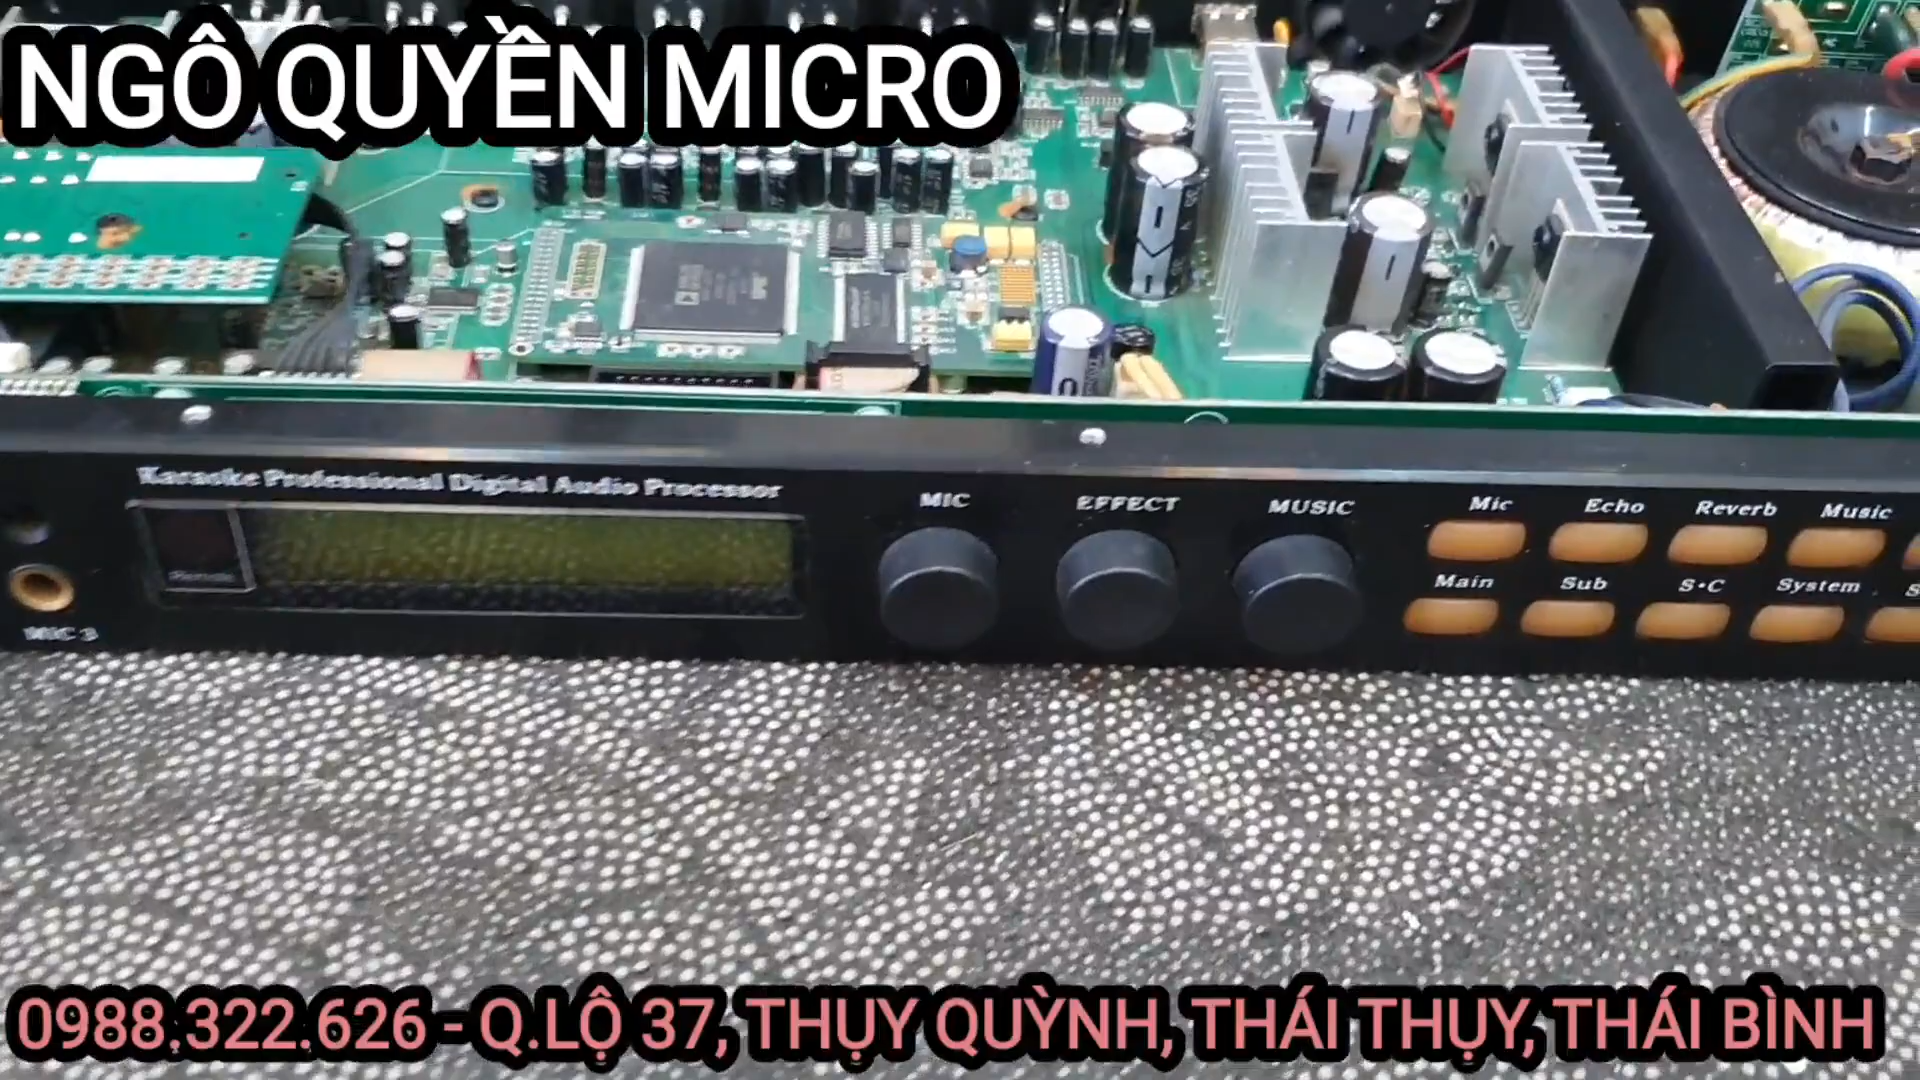 NGÔ QUYỀN MICRO
Karaoke Professional Digital Audio Processor
MIC EFFECT MUSIC
Mic Echo Reverb Music
Main Sub S•C System
MIC 3
0988.322.626 - Q.LỘ 37, THỤY QUỲNH, THÁI THỤY, THÁI BÌNH